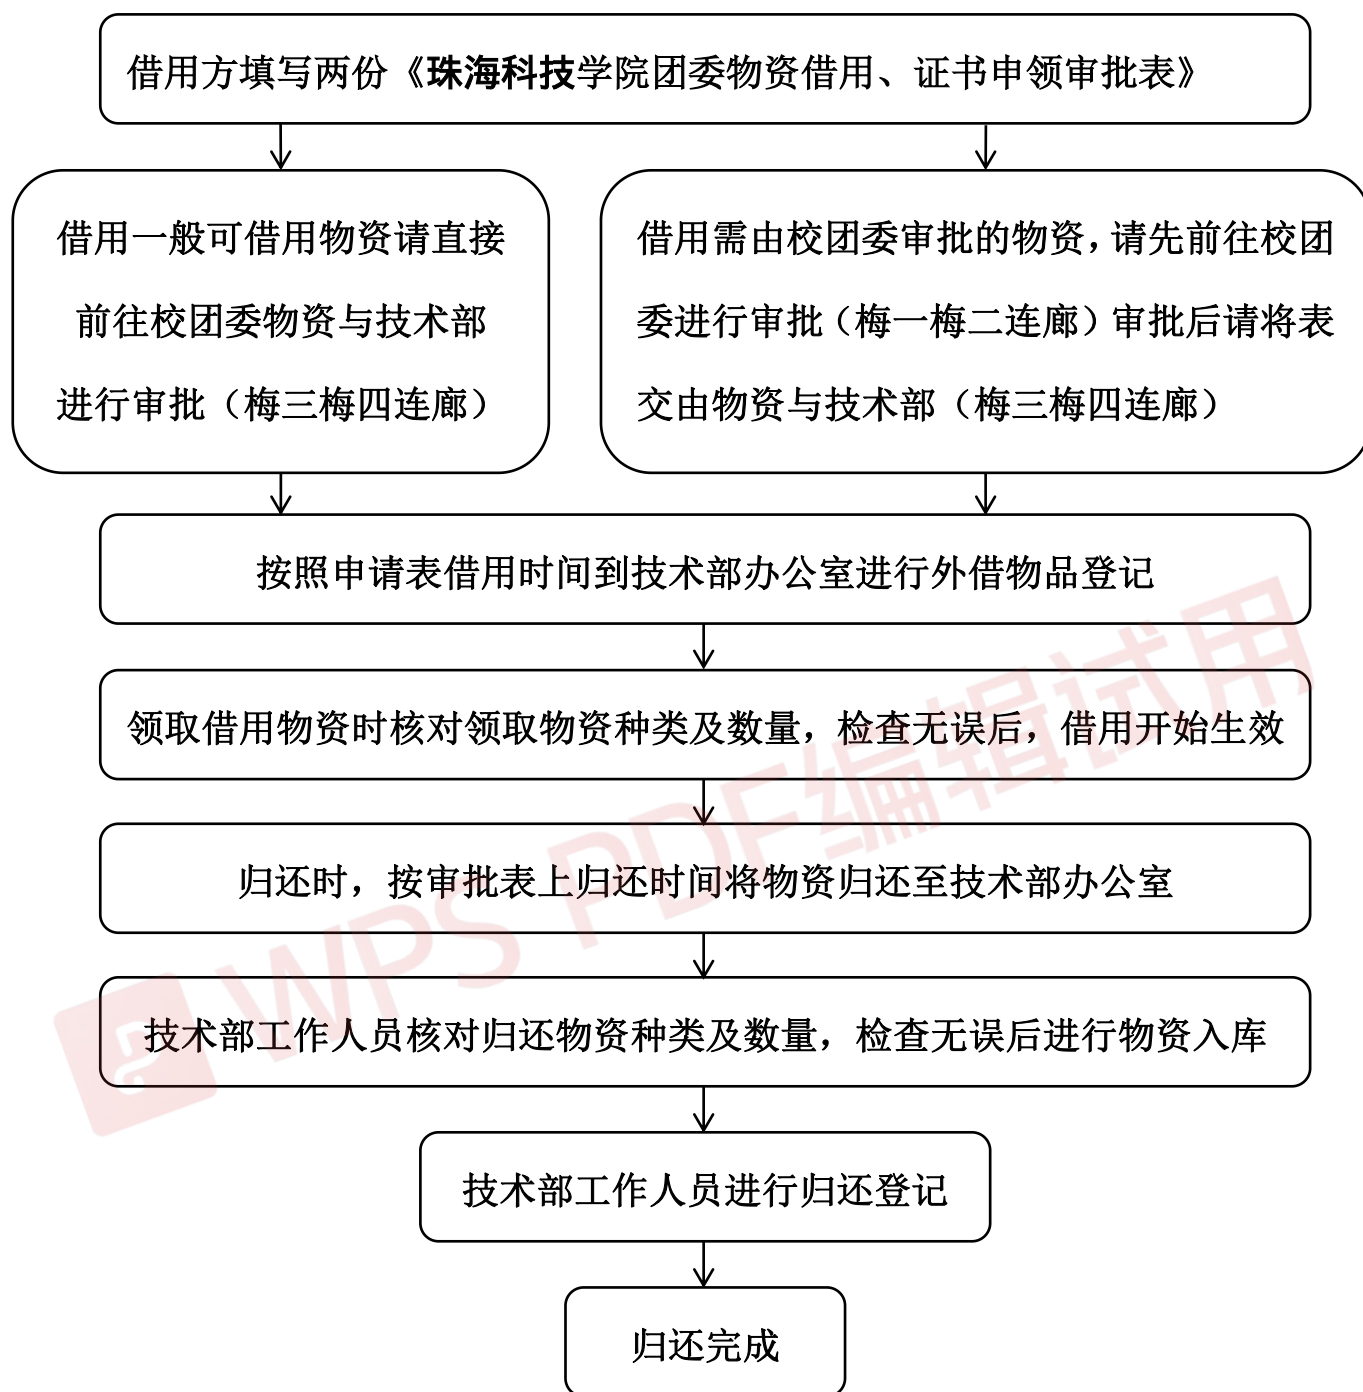 借用方填写两份《珠海科技学院团委物资借用、证书申领审批表》
借用一般可借用物资请直接
前往校团委物资与技术部
进行审批（梅三梅四连廊）
借用需由校团委审批的物资，请先前往校团
委进行审批（梅一梅二连廊）审批后请将表
交由物资与技术部（梅三梅四连廊）
按照申请表借用时间到技术部办公室进行外借物品登记
领取借用物资时核对领取物资种类及数量，检查无误后，借用开始生效
归还时，按审批表上归还时间将物资归还至技术部办公室
技术部工作人员核对归还物资种类及数量，检查无误后进行物资入库
技术部工作人员进行归还登记
归还完成
WPS PDF编辑试用